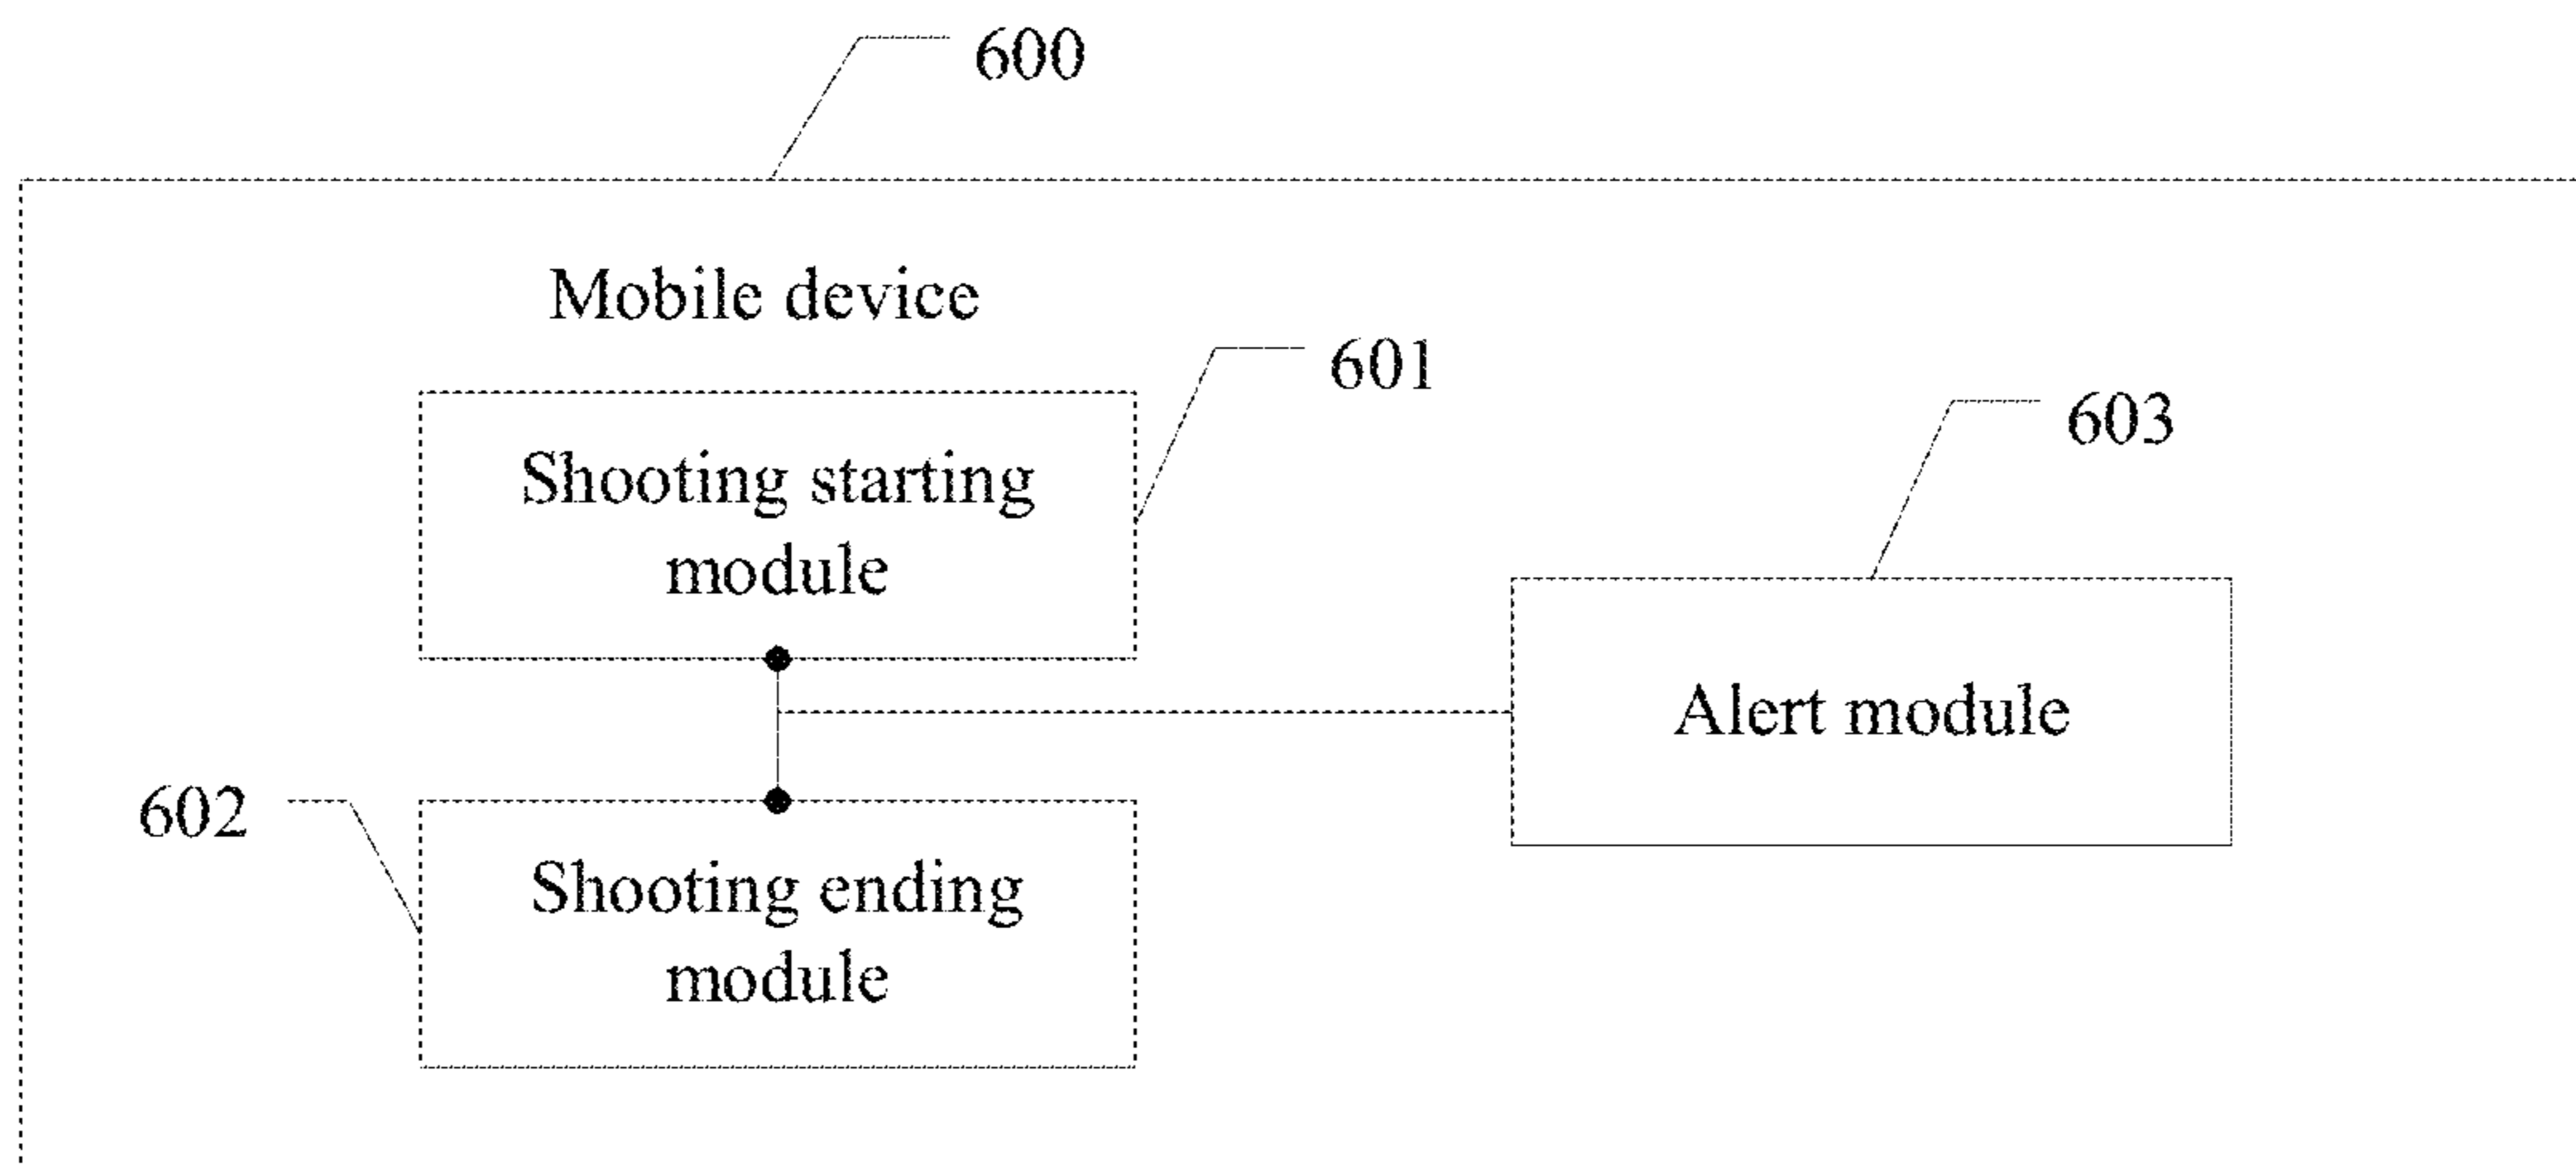 600
Mobile device
601
603
Shooting starting
module
Alert module
602
Shooting ending
module